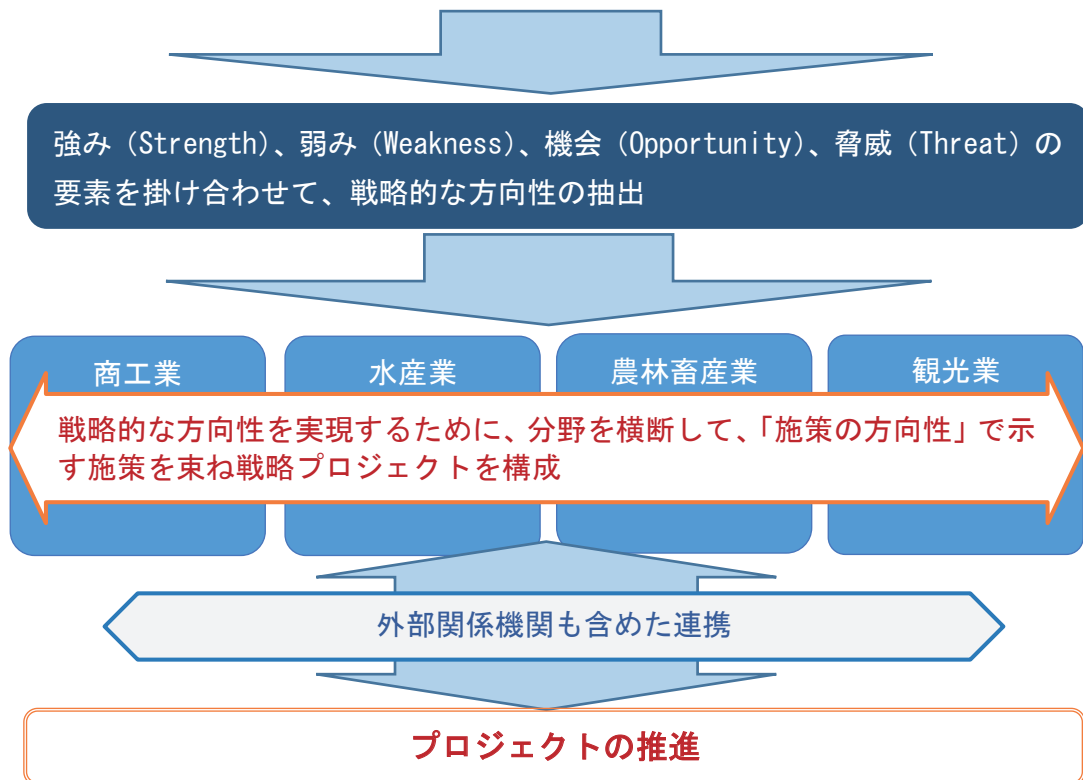 強み（Strength）、弱み（Weakness）、機会（Opportunity）、脅威（Threat）の
要素を掛け合わせて、戦略的な方向性の抽出
商工業
水産業
農林畜産業
観光業
戦略的な方向性を実現するために、分野を横断して、「施策の方向性」で示
す施策を束ね戦略プロジェクトを構成
外部関係機関も含めた連携
プロジェクトの推進